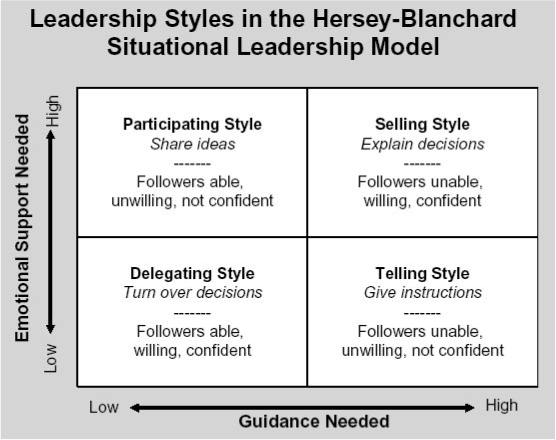 Leadership Styles in the Hersey-Blanchard
Situational Leadership Model
Emotional Support Needed
High
Low
Participating Style
Share ideas
-------
Followers able,
unwilling, not confident
Selling Style
Explain decisions
-------
Followers unable,
willing, confident
Delegating Style
Turn over decisions
-------
Followers able,
willing, confident
Telling Style
Give instructions
-------
Followers unable,
unwilling, not confident
Low
High
Guidance Needed